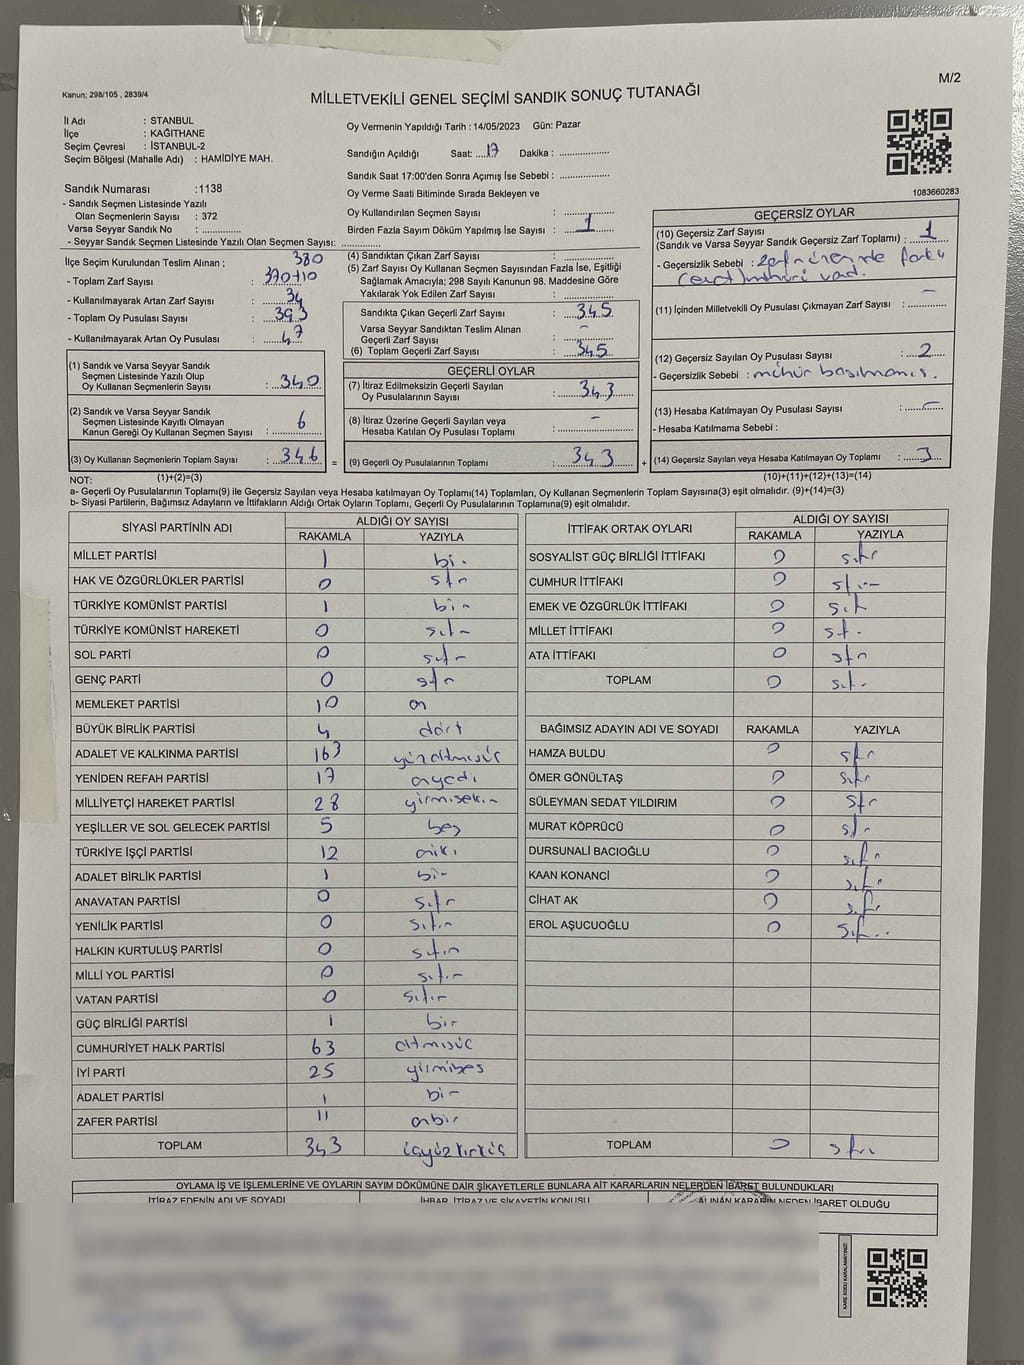 M/2
Kanun; 298/105 , 2839/4
MİLLETVEKİLİ GENEL SEÇİMİ SANDIK SONUÇ TUTANAĞI
İl Adı : STANBUL
İlçe : KAĞITHANE
Seçim Çevresi : İSTANBUL-2
Seçim Bölgesi (Mahalle Adı) : HAMİDİYE MAH.
Sandık Numarası :1138
- Sandık Seçmen Listesinde Yazılı
Olan Seçmenlerin Sayısı : 372
Varsa Seyyar Sandık No : ..............
- Seyyar Sandık Seçmen Listesinde Yazılı Olan Seçmen Sayısı: ..............
Oy Vermenin Yapıldığı Tarih : 14/05/2023 Gün: Pazar
Sandığın Açıldığı Saat: 17 Dakika : ..............
Sandık Saat 17:00'den Sonra Açımış İse Sebebi : ..............
Oy Verme Saati Bitiminde Sırada Bekleyen ve
Oy Kullandırılan Seçmen Sayısı : ..............
Birden Fazla Sayım Döküm Yapılmış İse Sayısı : 1
1083660283
İlçe Seçim Kurulundan Teslim Alınan ; 380
- Toplam Zarf Sayısı : 370+10
- Kullanılmayarak Artan Zarf Sayısı : 34
- Toplam Oy Pusulası Sayısı : 393
- Kullanılmayarak Artan Oy Pusulası : 47
(1) Sandık ve Varsa Seyyar Sandık
Seçmen Listesinde Yazılı Olup
Oy Kullanan Seçmenlerin Sayısı : 340
(2) Sandık ve Varsa Seyyar Sandık
Seçmen Listesinde Kayıtlı Olmayan
Kanun Gereği Oy Kullanan Seçmen Sayısı : 6
(3) Oy Kullanan Seçmenlerin Toplam Sayısı : 346 =
(4) Sandıktan Çıkan Zarf Sayısı : ..............
(5) Zarf Sayısı Oy Kullanan Seçmen Sayısından Fazla İse, Eşitliği
Sağlamak Amacıyla; 298 Sayılı Kanunun 98. Maddesine Göre
Yakılarak Yok Edilen Zarf Sayısı : ..............
Sandıkta Çıkan Geçerli Zarf Sayısı : 345
Varsa Seyyar Sandıktan Teslim Alınan
Geçerli Zarf Sayısı : -
(6) Toplam Geçerli Zarf Sayısı : 345
GEÇERLİ OYLAR
(7) İtiraz Edilmeksizin Geçerli Sayılan
Oy Pusulalarının Sayısı : 343
(8) İtiraz Üzerine Geçerli Sayılan veya
Hesaba Katılan Oy Pusulası Toplamı : -
(9) Geçerli Oy Pusulalarının Toplamı : 343 +
GEÇERSİZ OYLAR
(10) Geçersiz Zarf Sayısı
(Sandık ve Varsa Seyyar Sandık Geçersiz Zarf Toplamı) : 1
- Geçersizlik Sebebi : zarfın üzerinde farklı
mühürü vad.
(11) İçinden Milletvekili Oy Pusulası Çıkmayan Zarf Sayısı : -
(12) Geçersiz Sayılan Oy Pusulası Sayısı : 2
- Geçersizlik Sebebi : mühür basılmamış.
(13) Hesaba Katılmayan Oy Pusulası Sayısı : -
- Hesaba Katılmama Sebebi :
(14) Geçersiz Sayılan veya Hesaba Katılmayan Oy Toplamı : 3
NOT: (1)+(2)=(3) (10)+(11)+(12)+(13)=(14)
a- Geçerli Oy Pusulalarının Toplamı(9) ile Geçersiz Sayılan veya Hesaba katılmayan Oy Toplamı(14) Toplamları, Oy Kullanan Seçmenlerin Toplam Sayısına(3) eşit olmalıdır. (9)+(14)=(3)
b- Siyasi Partilerin, Bağımsız Adayların ve İttifakların Aldığı Ortak Oyların Toplamı, Geçerli Oy Pusulalarının Toplamına(9) eşit olmalıdır.
SİYASİ PARTİNİN ADI ALDIĞI OY SAYISI
RAKAMLA YAZIYLA
MİLLET PARTİSİ 1 bir
HAK VE ÖZGÜRLÜKLER PARTİSİ 0 sıfır
TÜRKİYE KOMÜNİST PARTİSİ 1 bir
TÜRKİYE KOMÜNİST HAREKETİ 0 sıfır
SOL PARTİ 0 sıfır
GENÇ PARTİ 0 sıfır
MEMLEKET PARTİSİ 10 on
BÜYÜK BİRLİK PARTİSİ 4 dört
ADALET VE KALKINMA PARTİSİ 163 yüzaltmışüç
YENİDEN REFAH PARTİSİ 17 onyedi
MİLLİYETÇİ HAREKET PARTİSİ 28 yirmisekiz
YEŞİLLER VE SOL GELECEK PARTİSİ 5 beş
TÜRKİYE İŞÇİ PARTİSİ 12 oniki
ADALET BİRLİK PARTİSİ 1 bir
ANAVATAN PARTİSİ 0 sıfır
YENİLİK PARTİSİ 0 sıfır
HALKIN KURTULUŞ PARTİSİ 0 sıfır
MİLLİ YOL PARTİSİ 0 sıfır
VATAN PARTİSİ 0 sıfır
GÜÇ BİRLİĞİ PARTİSİ 1 bir
CUMHURİYET HALK PARTİSİ 63 altmışüç
İYİ PARTİ 25 yirmibeş
ADALET PARTİSİ 1 bir
ZAFER PARTİSİ 11 onbir
TOPLAM 343 üçyüzkırküç
İTTİFAK ORTAK OYLARI ALDIĞI OY SAYISI
RAKAMLA YAZIYLA
SOSYALİST GÜÇ BİRLİĞİ İTTİFAKI 0 sıfır
CUMHUR İTTİFAKI 0 sıfır
EMEK VE ÖZGÜRLÜK İTTİFAKI 0 sıfır
MİLLET İTTİFAKI 0 sıfır
ATA İTTİFAKI 0 sıfır
TOPLAM 0 sıfır
BAĞIMSIZ ADAYIN ADI VE SOYADI RAKAMLA YAZIYLA
HAMZA BULDU 0 sıfır
ÖMER GÖNÜLTAŞ 0 sıfır
SÜLEYMAN SEDAT YILDIRIM 0 sıfır
MURAT KÖPRÜCÜ 0 sıfır
DURSUNALİ BACIOĞLU 0 sıfır
KAAN KONANCİ 0 sıfır
CİHAT AK 0 sıfır
EROL AŞUCUOĞLU 0 sıfır
TOPLAM 0 sıfır
OYLAMA İŞ VE İŞLEMLERİNE VE OYLARIN SAYIM DÖKÜMÜNE DAİR ŞİKAYETLERLE BUNLARA AİT KARARLARIN NELERDEN İBARET BULUNDUKLARI
İTİRAZ EDENİN ADI VE SOYADI İHBAR, İTİRAZ VE ŞİKAYETİN KONUSU ALINAN KARARIN NEDEN İBARET OLDUĞU
KARE KODU KARALAMAYINIZ!